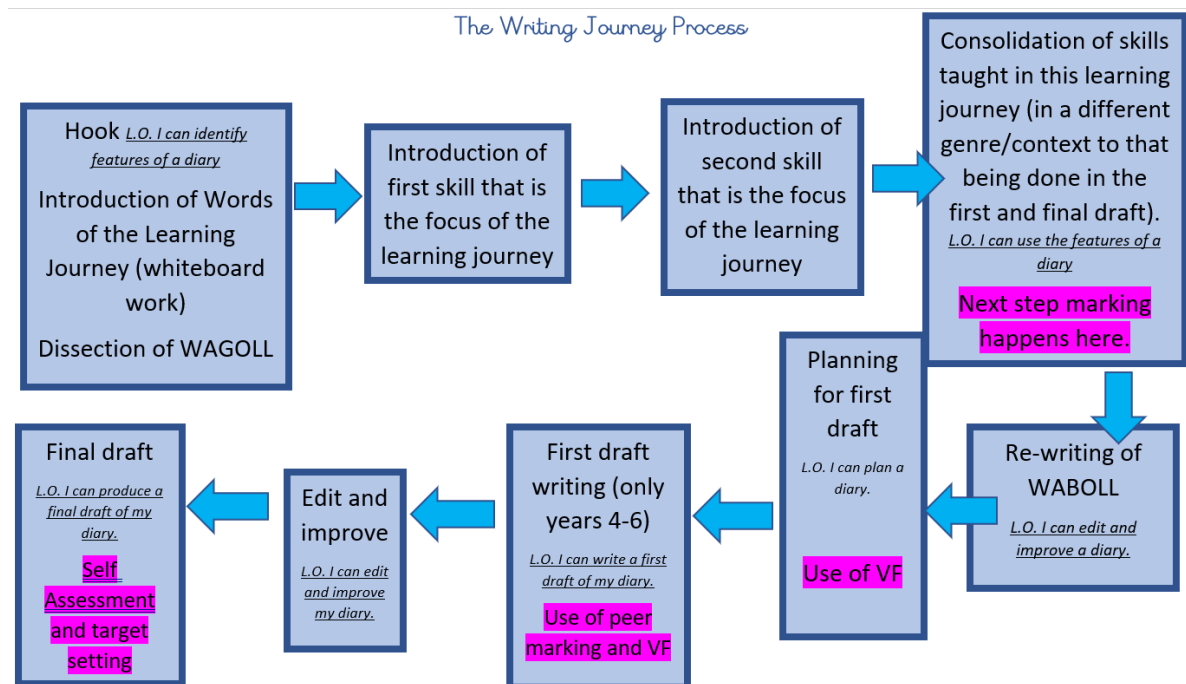 The Writing Journey Process
Hook L.O. I can identify
features of a diary
Introduction of Words
of the Learning
Journey (whiteboard
work)
Dissection of WAGOLL
Introduction of
first skill that is
the focus of the
learning journey
Introduction of
second skill
that is the focus
of the learning
journey
Consolidation of skills
taught in this learning
journey (in a different
genre/context to that
being done in the
first and final draft).
L.O. I can use the features of a
diary
Next step marking
happens here.
Re-writing of
WABOLL
L.O. I can edit and
improve a diary.
Planning
for first
draft
L.O. I can plan a
diary.
Use of VF
First draft
writing (only
years 4-6)
L.O. I can write a first
draft of my diary.
Use of peer
marking and VF
Edit and
improve
L.O. I can edit
and improve
my diary.
Final draft
L.O. I can produce a
final draft of my
diary.
Self
Assessment
and target
setting